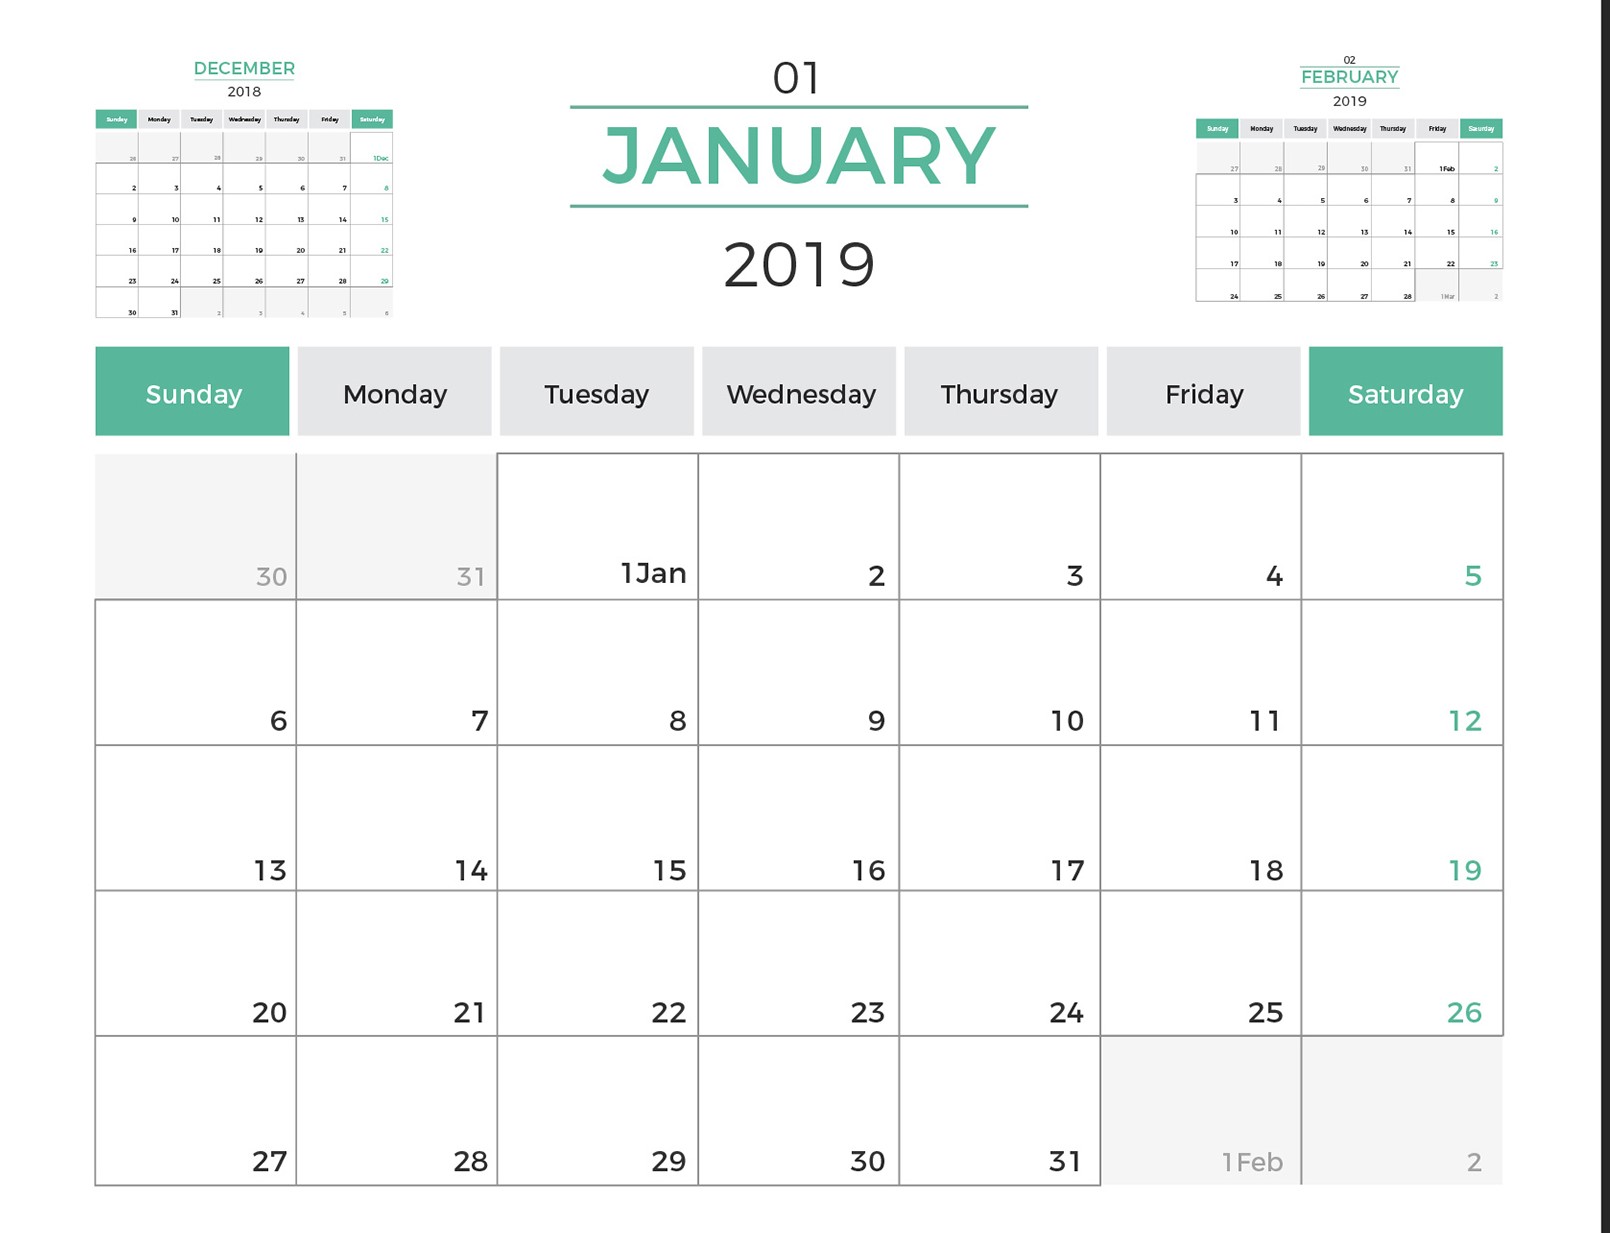 DECEMBER
2018
Sunday Monday Tuesday Wednesday Thursday Friday Saturday
26 27 28 29 30 31 1Dec
2 3 4 5 6 7 8
9 10 11 12 13 14 15
16 17 18 19 20 21 22
23 24 25 26 27 28 29
30 31 2 3 4 5 6
01
JANUARY
2019
02
FEBRUARY
2019
Sunday Monday Tuesday Wednesday Thursday Friday Saturday
27 28 29 30 31 1Feb 2
3 4 5 6 7 8 9
10 11 12 13 14 15 16
17 18 19 20 21 22 23
24 25 26 27 28 1Mar 2
Sunday Monday Tuesday Wednesday Thursday Friday Saturday
30 31 1Jan 2 3 4 5
6 7 8 9 10 11 12
13 14 15 16 17 18 19
20 21 22 23 24 25 26
27 28 29 30 31 1Feb 2